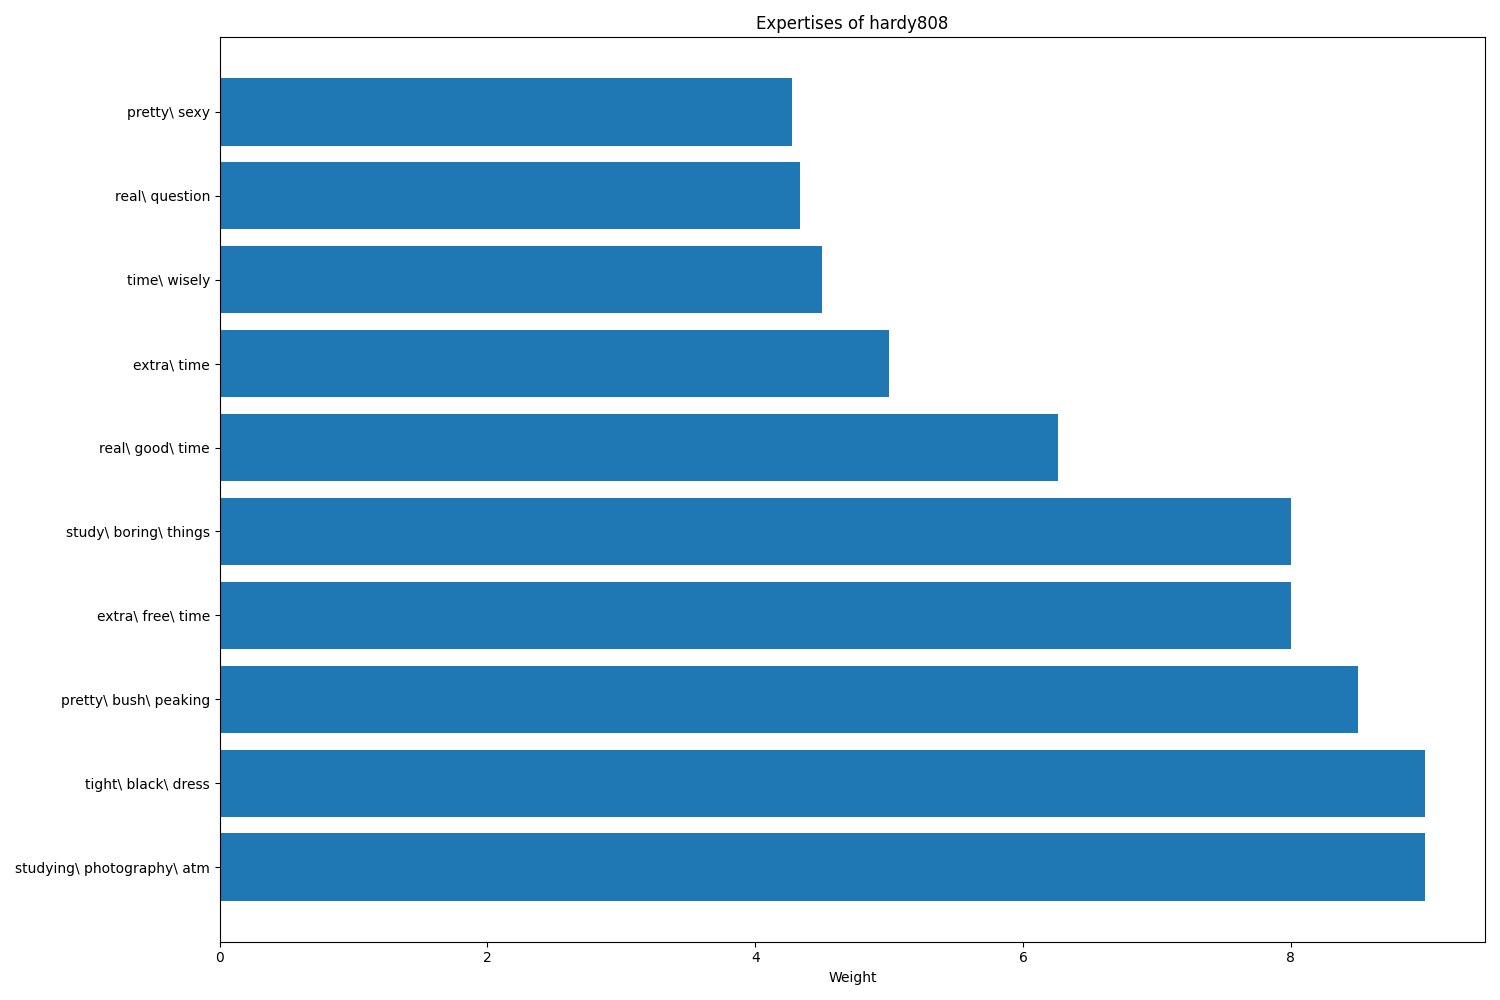 Expertises of hardy808
pretty\ sexy
real\ question
time\ wisely
extra\ time
real\ good\ time
study\ boring\ things
extra\ free\ time
pretty\ bush\ peaking
tight\ black\ dress
studying\ photography\ atm
0 2 4 6 8
Weight